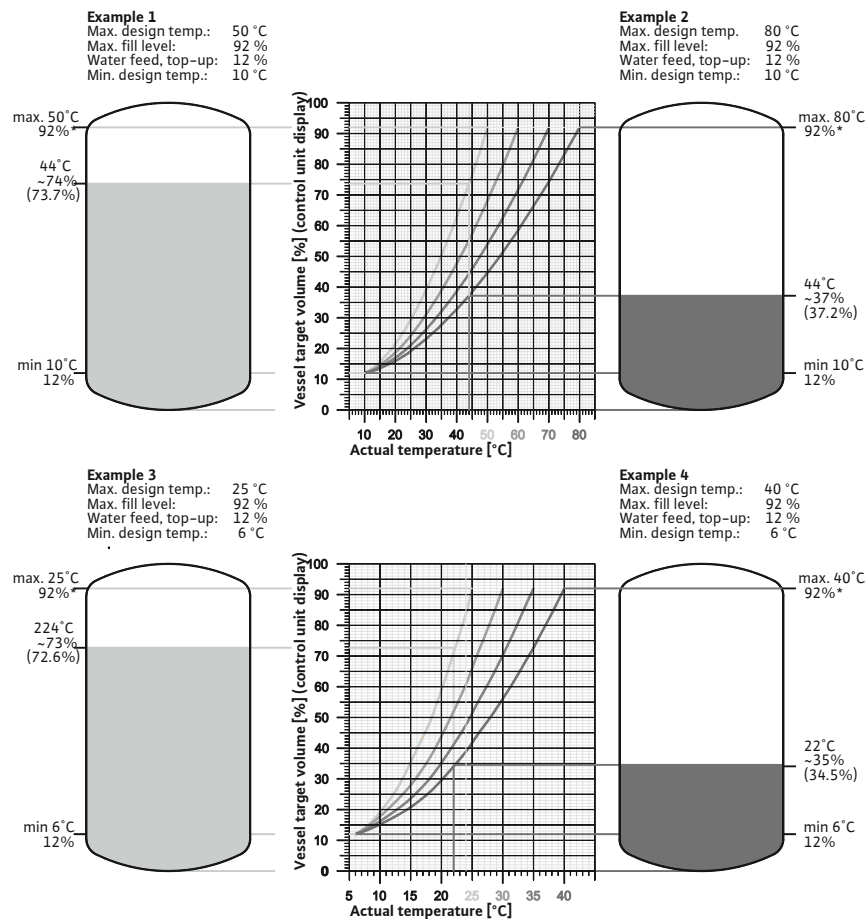 Example 1
Max. design temp.: 50 °C
Max. fill level: 92 %
Water feed, top-up: 12 %
Min. design temp.: 10 °C
Example 2
Max. design temp. 80 °C
Max. fill level: 92 %
Water feed, top-up: 12 %
Min. design temp.: 10 °C
max. 50°C
92%*
44°C
~74%
(73.7%)
min 10°C
12%
Vessel target volume [%] (control unit display)
100
90
80
70
60
50
40
30
20
10
0
10 20 30 40 50 60 70 80
Actual temperature [°C]
max. 80°C
92%*
44°C
~37%
(37.2%)
min 10°C
12%
Example 3
Max. design temp.: 25 °C
Max. fill level: 92 %
Water feed, top-up: 12 %
Min. design temp.: 6 °C
Example 4
Max. design temp.: 40 °C
Max. fill level: 92 %
Water feed, top-up: 12 %
Min. design temp.: 6 °C
max. 25°C
92%*
224°C
~73%
(72.6%)
min 6°C
12%
Vessel target volume [%] (control unit display)
100
90
80
70
60
50
40
30
20
10
0
5 10 15 20 25 30 35 40
Actual temperature [°C]
max. 40°C
92%*
22°C
~35%
(34.5%)
min 6°C
12%